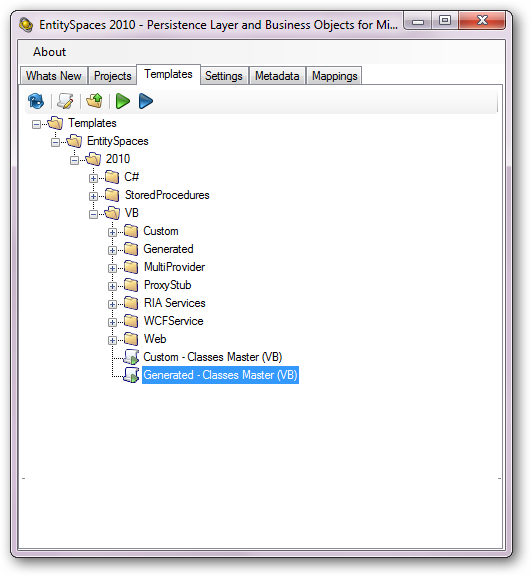 EntitySpaces 2010 - Persistence Layer and Business Objects for Mi...
About
Whats New Projects Templates Settings Metadata Mappings
Templates
EntitySpaces
2010
C#
StoredProcedures
VB
Custom
Generated
MultiProvider
ProxyStub
RIA Services
WCFService
Web
Custom - Classes Master (VB)
Generated - Classes Master (VB)